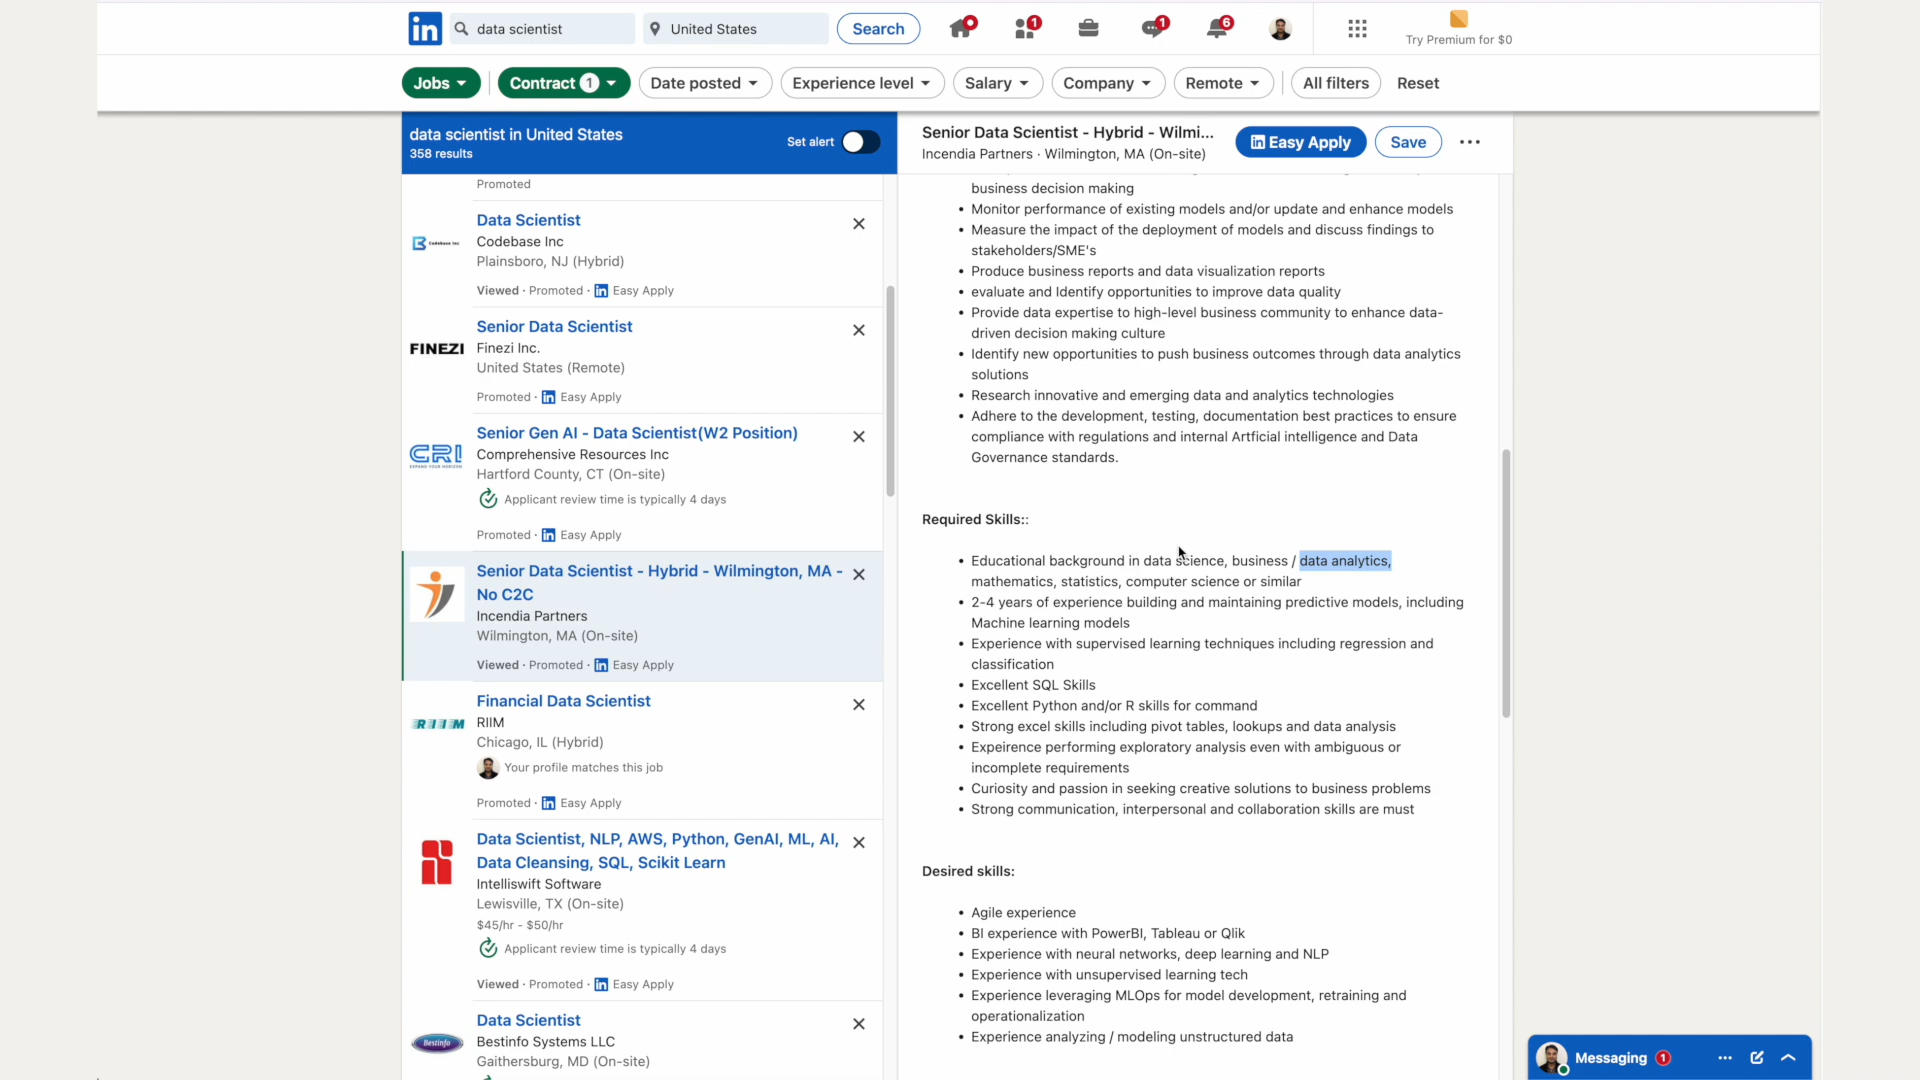 in
data scientist
United States
Search
1
1
6
Try Premium for $0
Jobs
Contract 1
Date posted
Experience level
Salary
Company
Remote
All filters
Reset
data scientist in United States
358 results
Set alert
Promoted
Data Scientist
Codebase Inc
Codebase Inc
Plainsboro, NJ (Hybrid)
Viewed · Promoted · in Easy Apply
Senior Data Scientist
FINEZI
Finezi Inc.
United States (Remote)
Promoted · in Easy Apply
Senior Gen AI - Data Scientist(W2 Position)
CRI
EXPAND YOUR HORIZON
Comprehensive Resources Inc
Hartford County, CT (On-site)
Applicant review time is typically 4 days
Promoted · in Easy Apply
Senior Data Scientist - Hybrid - Wilmington, MA -
No C2C
Incendia Partners
Wilmington, MA (On-site)
Viewed · Promoted · in Easy Apply
Financial Data Scientist
RIIM
RIIM
Chicago, IL (Hybrid)
Your profile matches this job
Promoted · in Easy Apply
Data Scientist, NLP, AWS, Python, GenAI, ML, AI,
Data Cleansing, SQL, Scikit Learn
Intelliswift Software
Lewisville, TX (On-site)
$45/hr - $50/hr
Applicant review time is typically 4 days
Viewed · Promoted · in Easy Apply
Data Scientist
Bestinfo
Bestinfo Systems LLC
Gaithersburg, MD (On-site)
Senior Data Scientist - Hybrid - Wilmi...
Incendia Partners · Wilmington, MA (On-site)
in Easy Apply
Save
business decision making
• Monitor performance of existing models and/or update and enhance models
• Measure the impact of the deployment of models and discuss findings to
stakeholders/SME's
• Produce business reports and data visualization reports
• evaluate and Identify opportunities to improve data quality
• Provide data expertise to high-level business community to enhance data-
driven decision making culture
• Identify new opportunities to push business outcomes through data analytics
solutions
• Research innovative and emerging data and analytics technologies
• Adhere to the development, testing, documentation best practices to ensure
compliance with regulations and internal Artficial intelligence and Data
Governance standards.
Required Skills::
• Educational background in data science, business / data analytics,
mathematics, statistics, computer science or similar
• 2-4 years of experience building and maintaining predictive models, including
Machine learning models
• Experience with supervised learning techniques including regression and
classification
• Excellent SQL Skills
• Excellent Python and/or R skills for command
• Strong excel skills including pivot tables, lookups and data analysis
• Expeirence performing exploratory analysis even with ambiguous or
incomplete requirements
• Curiosity and passion in seeking creative solutions to business problems
• Strong communication, interpersonal and collaboration skills are must
Desired skills:
• Agile experience
• BI experience with PowerBI, Tableau or Qlik
• Experience with neural networks, deep learning and NLP
• Experience with unsupervised learning tech
• Experience leveraging MLOps for model development, retraining and
operationalization
• Experience analyzing / modeling unstructured data
Messaging 1